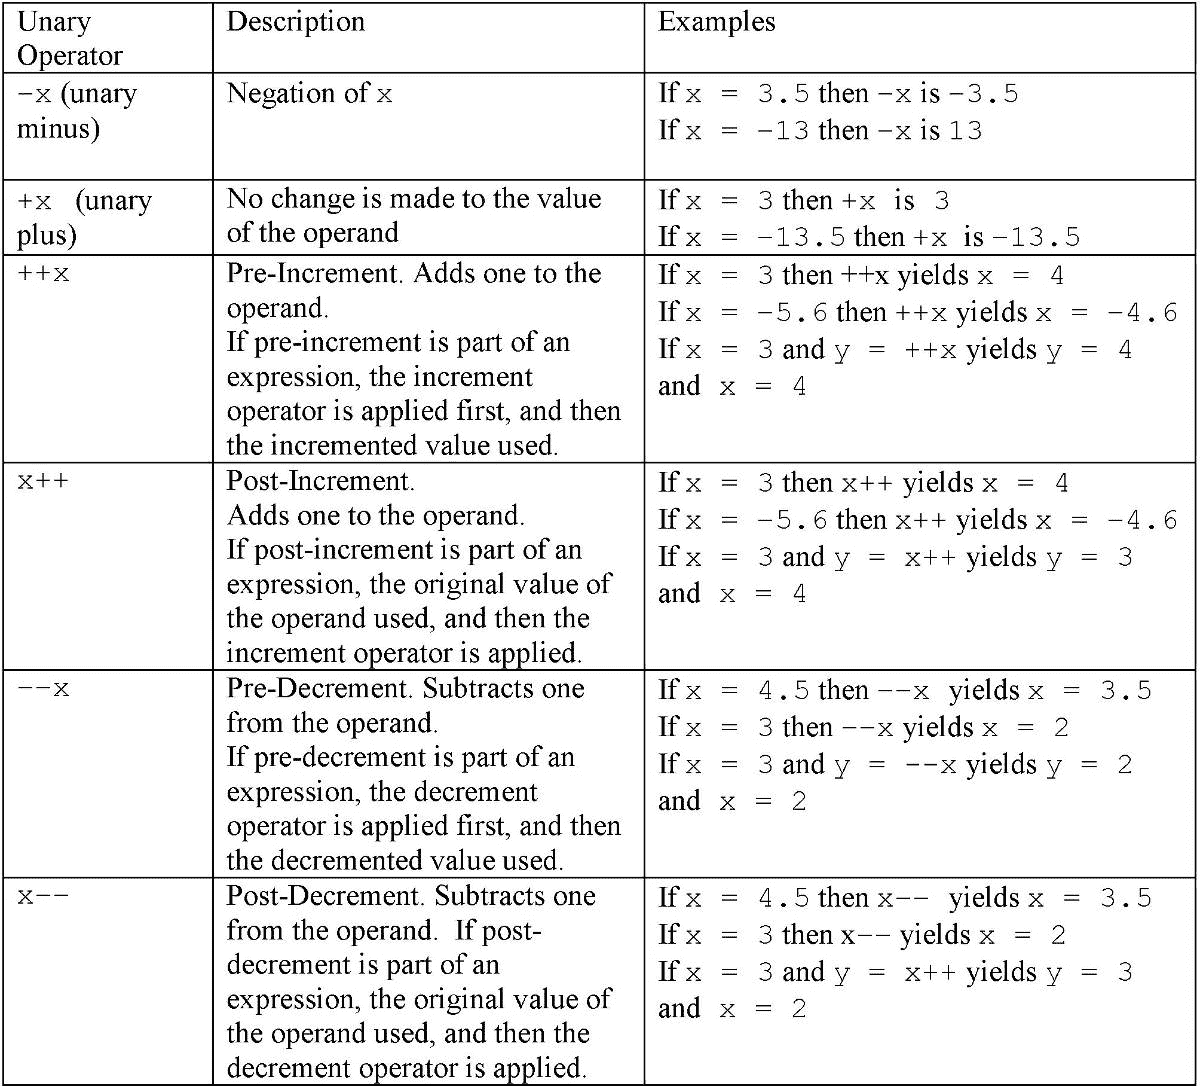 Unary
Operator
Description
Examples
−x (unary
minus)
Negation of x
If x = 3.5 then −x is −3.5
If x = −13 then −x is 13
+x (unary
plus)
No change is made to the value
of the operand
If x = 3 then +x is 3
If x = −13.5 then +x is −13.5
++x
Pre-Increment. Adds one to the
operand.
If pre-increment is part of an
expression, the increment
operator is applied first, and then
the incremented value used.
If x = 3 then ++x yields x = 4
If x = −5.6 then ++x yields x = −4.6
If x = 3 and y = ++x yields y = 4
and x = 4
x++
Post-Increment.
Adds one to the operand.
If post-increment is part of an
expression, the original value of
the operand used, and then the
increment operator is applied.
If x = 3 then x++ yields x = 4
If x = −5.6 then x++ yields x = −4.6
If x = 3 and y = x++ yields y = 3
and x = 4
−−x
Pre-Decrement. Subtracts one
from the operand.
If pre-decrement is part of an
expression, the decrement
operator is applied first, and then
the decremented value used.
If x = 4.5 then −−x yields x = 3.5
If x = 3 then −−x yields x = 2
If x = 3 and y = −−x yields y = 2
and x = 2
x−−
Post-Decrement. Subtracts one
from the operand. If post-
decrement is part of an
expression, the original value of
the operand used, and then the
decrement operator is applied.
If x = 4.5 then x−− yields x = 3.5
If x = 3 then x−− yields x = 2
If x = 3 and y = x++ yields y = 3
and x = 2